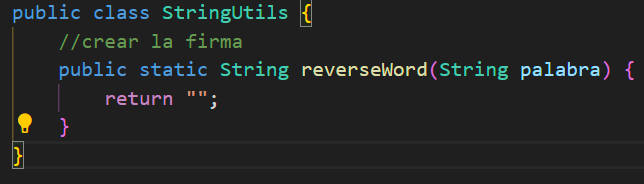 public class StringUtils {
    //crear la firma
    public static String reverseWord(String palabra) {
        return "";
    }
}